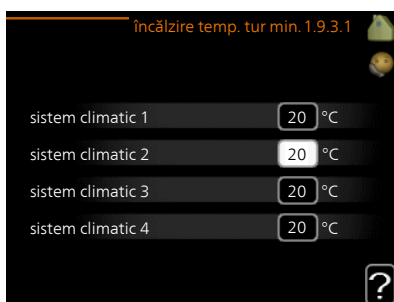 încălzire temp. tur min. 1.9.3.1
sistem climatic 1 20 °C
sistem climatic 2 20 °C
sistem climatic 3 20 °C
sistem climatic 4 20 °C
?